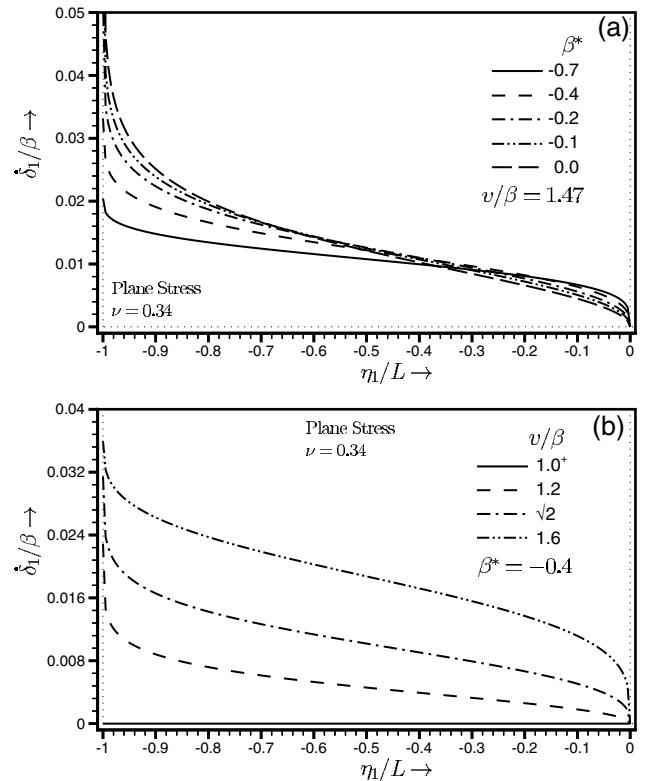 (a)
0.05
0.04
0.03
0.02
0.01
0
δ̇₁/β →
β*
-0.7
-0.4
-0.2
-0.1
0.0
v/β = 1.47
Plane Stress
ν = 0.34
-1 -0.9 -0.8 -0.7 -0.6 -0.5 -0.4 -0.3 -0.2 -0.1 0
η₁/L →
(b)
0.04
0.032
0.024
0.016
0.008
0
δ̇₁/β →
Plane Stress
ν = 0.34
v/β
1.0⁺
1.2
√2
1.6
β* = −0.4
-1 -0.9 -0.8 -0.7 -0.6 -0.5 -0.4 -0.3 -0.2 -0.1 0
η₁/L →